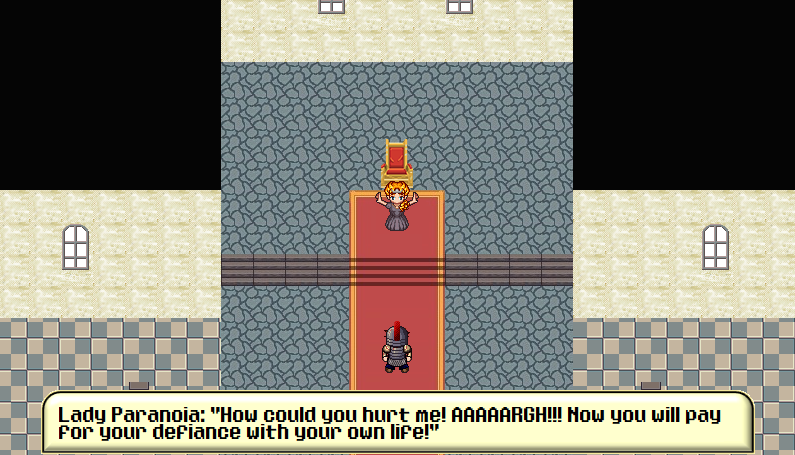 Lady Paranoia: "How could you hurt me! AAAAARGH!!! Now you will pay
for your defiance with your own life!"